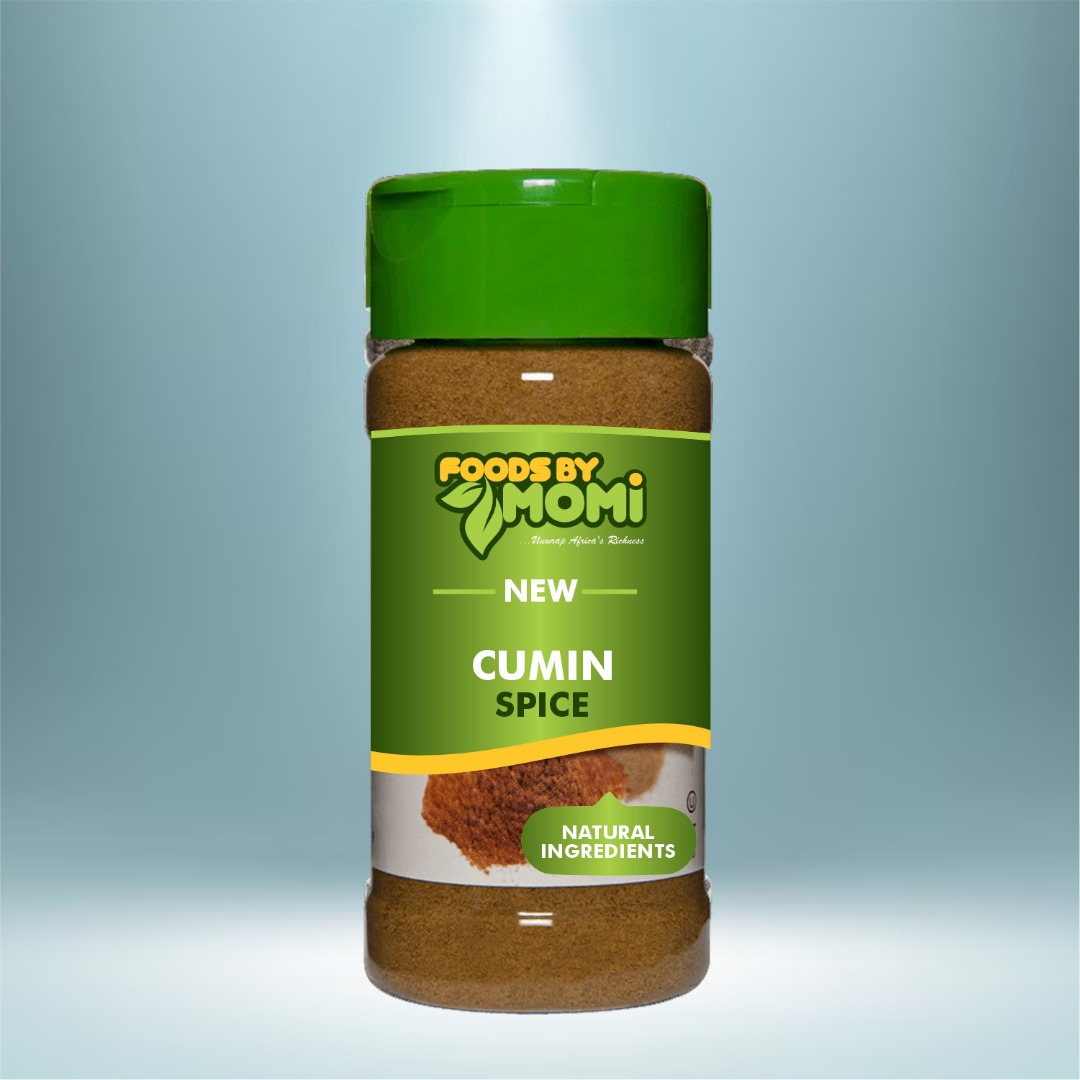 FOODS BY
MOMi
...Unwrap Africa's Richness
NEW
CUMIN
SPICE
NATURAL
INGREDIENTS
U